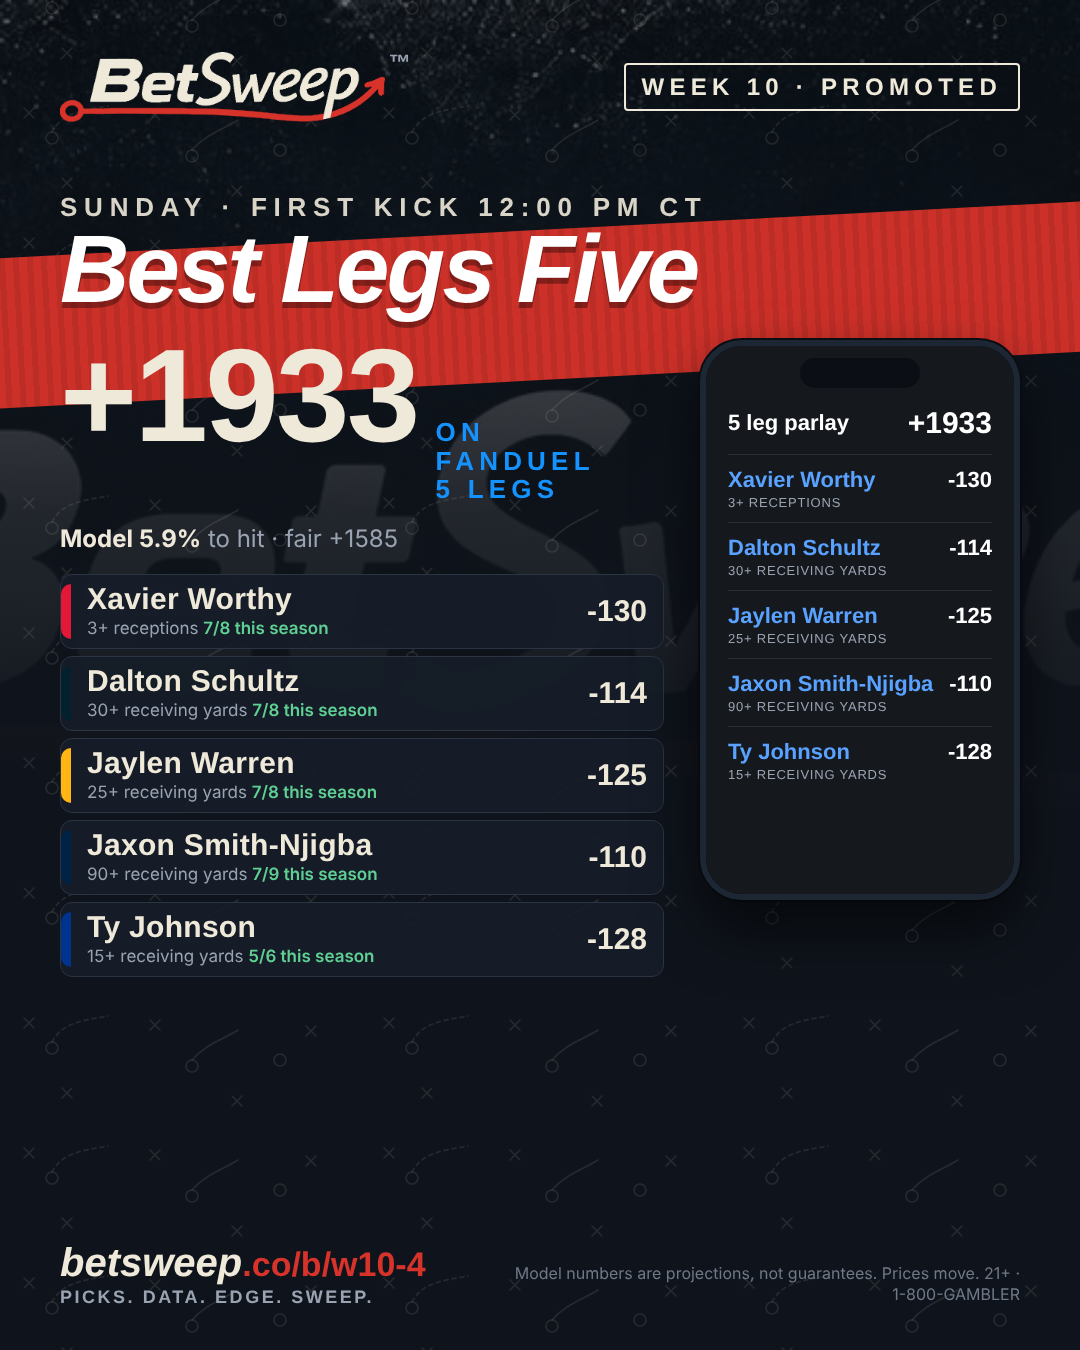 BetSweep™
WEEK 10 · PROMOTED
SUNDAY · FIRST KICK 12:00 PM CT
Best Legs Five
+1933
ON
FANDUEL
5 LEGS
Model 5.9% to hit · fair +1585
Xavier Worthy
3+ receptions 7/8 this season
-130
Dalton Schultz
30+ receiving yards 7/8 this season
-114
Jaylen Warren
25+ receiving yards 7/8 this season
-125
Jaxon Smith-Njigba
90+ receiving yards 7/9 this season
-110
Ty Johnson
15+ receiving yards 5/6 this season
-128
5 leg parlay +1933
Xavier Worthy -130
3+ RECEPTIONS
Dalton Schultz -114
30+ RECEIVING YARDS
Jaylen Warren -125
25+ RECEIVING YARDS
Jaxon Smith-Njigba -110
90+ RECEIVING YARDS
Ty Johnson -128
15+ RECEIVING YARDS
betsweep.co/b/w10-4
PICKS. DATA. EDGE. SWEEP.
Model numbers are projections, not guarantees. Prices move. 21+ ·
1-800-GAMBLER